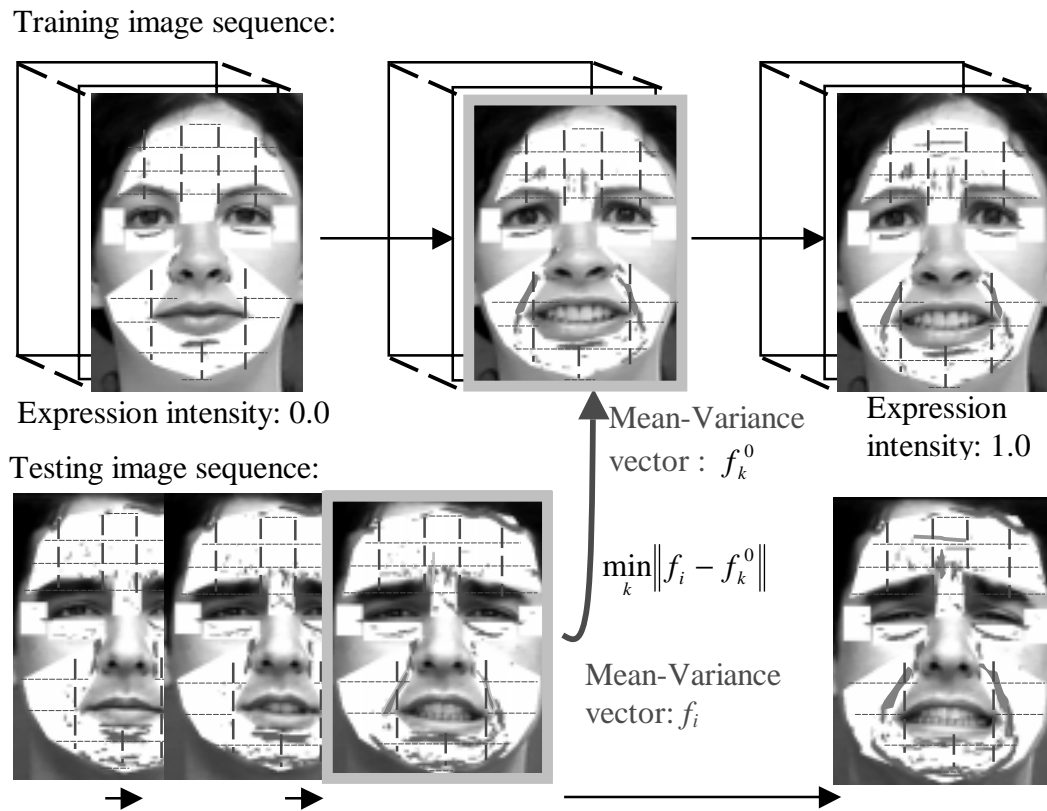 Training image sequence:
Expression intensity: 0.0
Expression
intensity: 1.0
Mean-Variance
vector : f_k^0
Testing image sequence:
min_k ‖f_i − f_k^0‖
Mean-Variance
vector: f_i